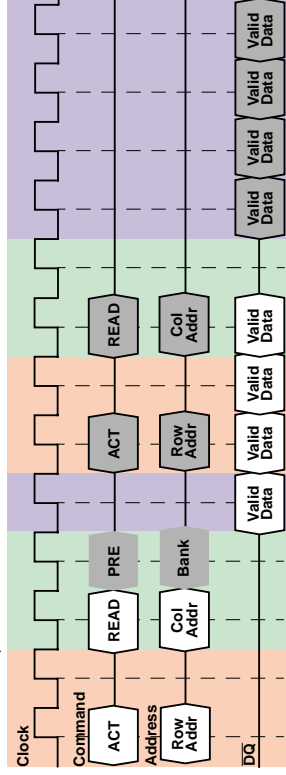 Clock
Command
ACT
READ
PRE
ACT
READ
Address
Row
Addr
Col
Addr
Bank
Row
Addr
Col
Addr
DQ
Valid
Data
Valid
Data
Valid
Data
Valid
Data
Valid
Data
Valid
Data
Valid
Data
Valid
Data